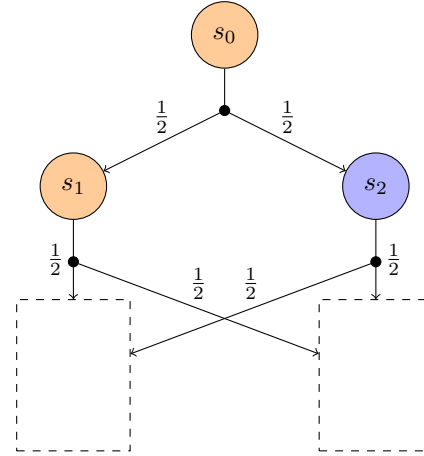 s₀
½ ½
s₁ s₂
½ ½ ½ ½